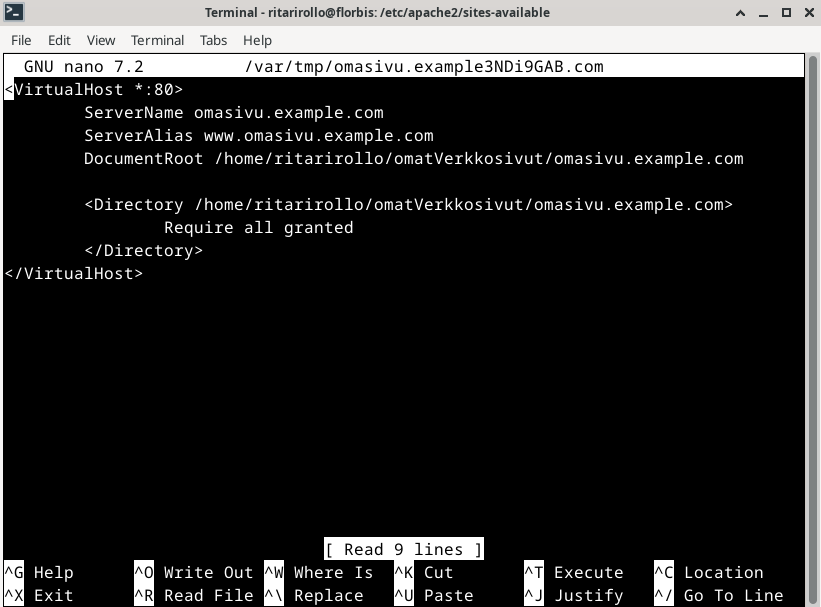 Terminal - ritarirollo@florbis: /etc/apache2/sites-available
File Edit View Terminal Tabs Help
GNU nano 7.2 /var/tmp/omasivu.example3NDi9GAB.com
<VirtualHost *:80>
ServerName omasivu.example.com
ServerAlias www.omasivu.example.com
DocumentRoot /home/ritarirollo/omatVerkkosivut/omasivu.example.com
<Directory /home/ritarirollo/omatVerkkosivut/omasivu.example.com>
Require all granted
</Directory>
</VirtualHost>
[ Read 9 lines ]
^G Help ^O Write Out ^W Where Is ^K Cut ^T Execute ^C Location
^X Exit ^R Read File ^\ Replace ^U Paste ^J Justify ^/ Go To Line